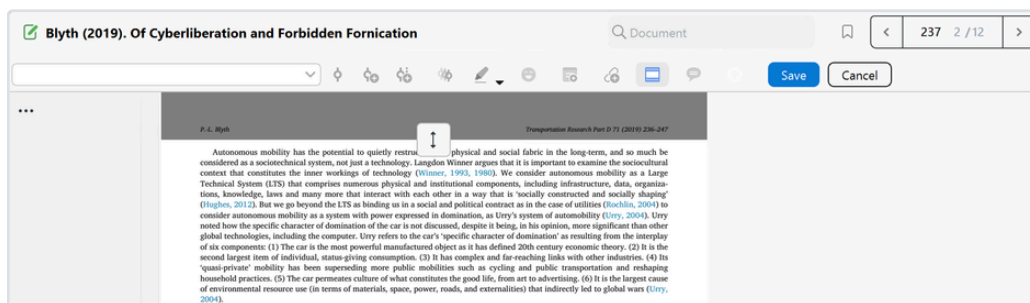 Blyth (2019). Of Cyberliberation and Forbidden Fornication
Document
237 2 / 12
Save
Cancel
P.-L. Blyth Transportation Research Part D 71 (2019) 236–247
Autonomous mobility has the potential to quietly restruc physical and social fabric in the long-term, and so much be
considered as a sociotechnical system, not just a technology. Langdon Winner argues that it is important to examine the sociocultural
context that constitutes the inner workings of technology (Winner, 1993, 1980). We consider autonomous mobility as a Large
Technical System (LTS) that comprises numerous physical and institutional components, including infrastructure, data, organiza-
tions, knowledge, laws and many more that interact with each other in a way that is 'socially constructed and socially shaping'
(Hughes, 2012). But we go beyond the LTS as binding us in a social and political contract as in the case of utilities (Rochlin, 2004) to
consider autonomous mobility as a system with power expressed in domination, as Urry's system of automobility (Urry, 2004). Urry
noted how the specific character of domination of the car is not discussed, despite it being, in his opinion, more significant than other
global technologies, including the computer. Urry refers to the car's 'specific character of domination' as resulting from the interplay
of six components: (1) The car is the most powerful manufactured object as it has defined 20th century economic theory. (2) It is the
second largest item of individual, status-giving consumption. (3) It has complex and far-reaching links with other industries. (4) Its
'quasi-private' mobility has been superseding more public mobilities such as cycling and public transportation and reshaping
household practices. (5) The car permeates culture of what constitutes the good life, from art to advertising. (6) It is the largest cause
of environmental resource use (in terms of materials, space, power, roads, and externalities) that indirectly led to global wars (Urry,
2004).